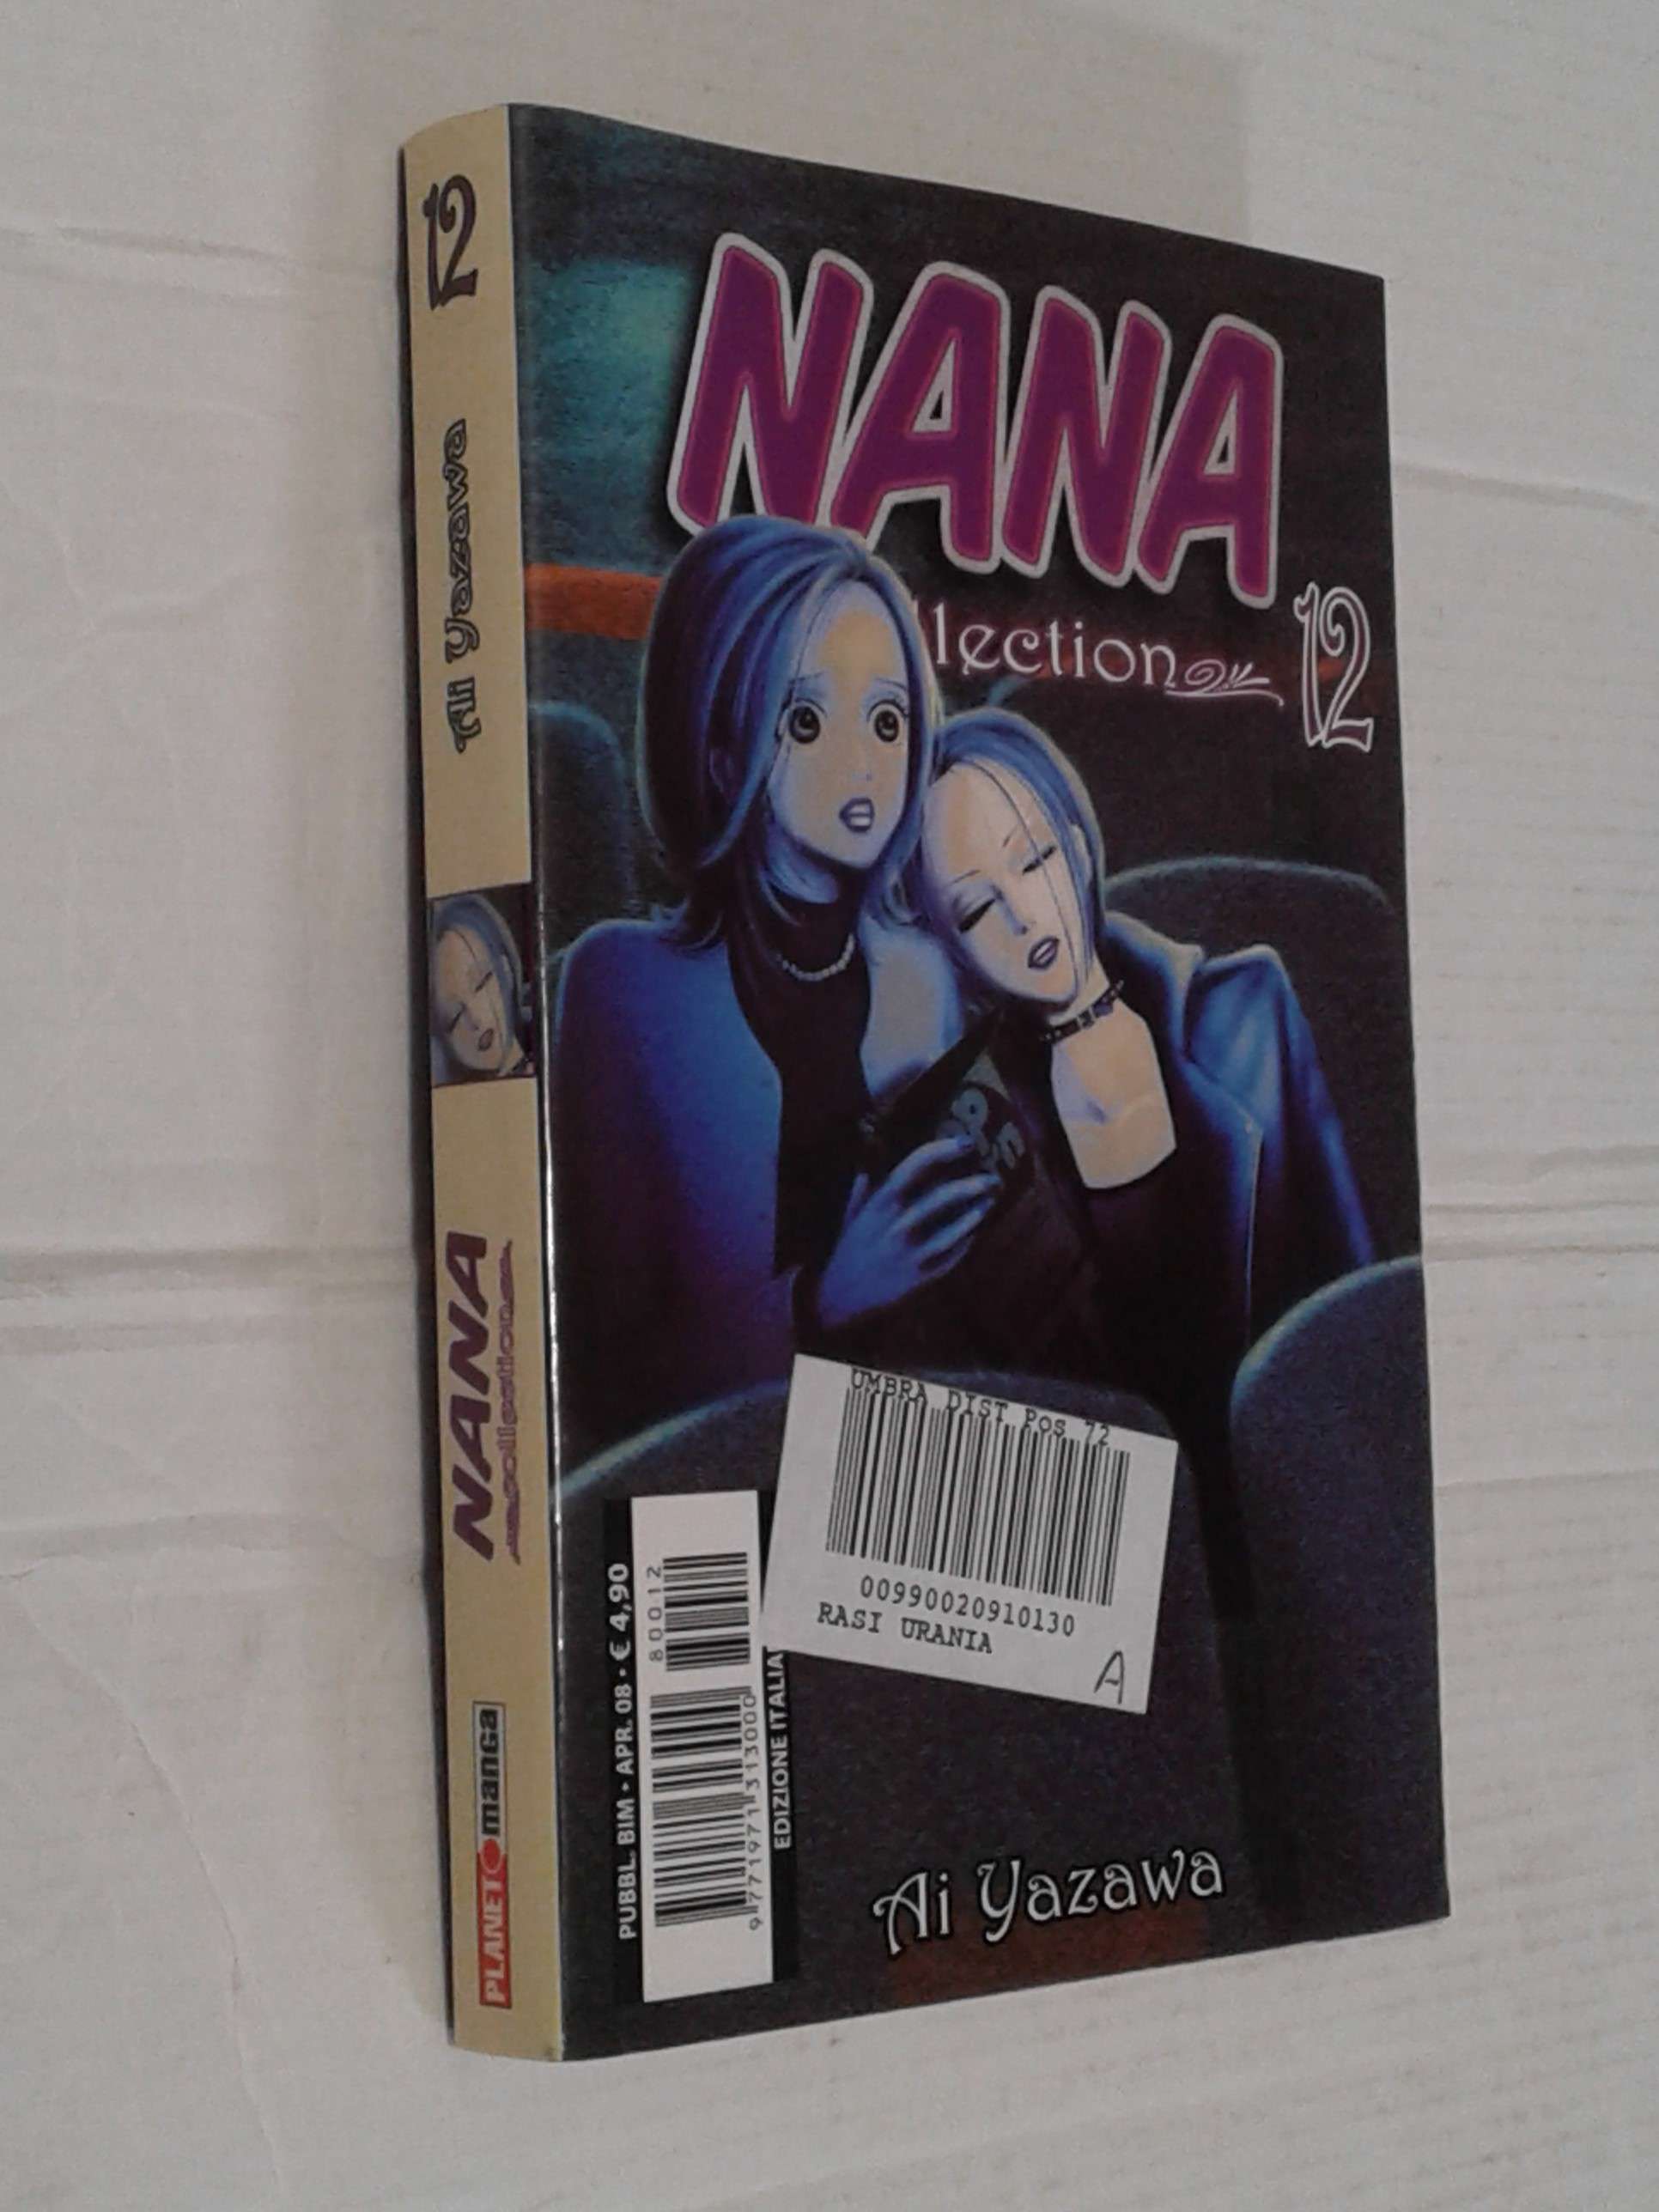 12
Ai Yazawa
NANA
collection
PLANET manga
NANA
llection
12
UMBRA DIST POS 72
00990020910130
RASI URANIA
A
PUBBL. BIM • APR. 08 • € 4,90
80012
9 771971 313000
EDIZIONE ITALIA
Ai Yazawa